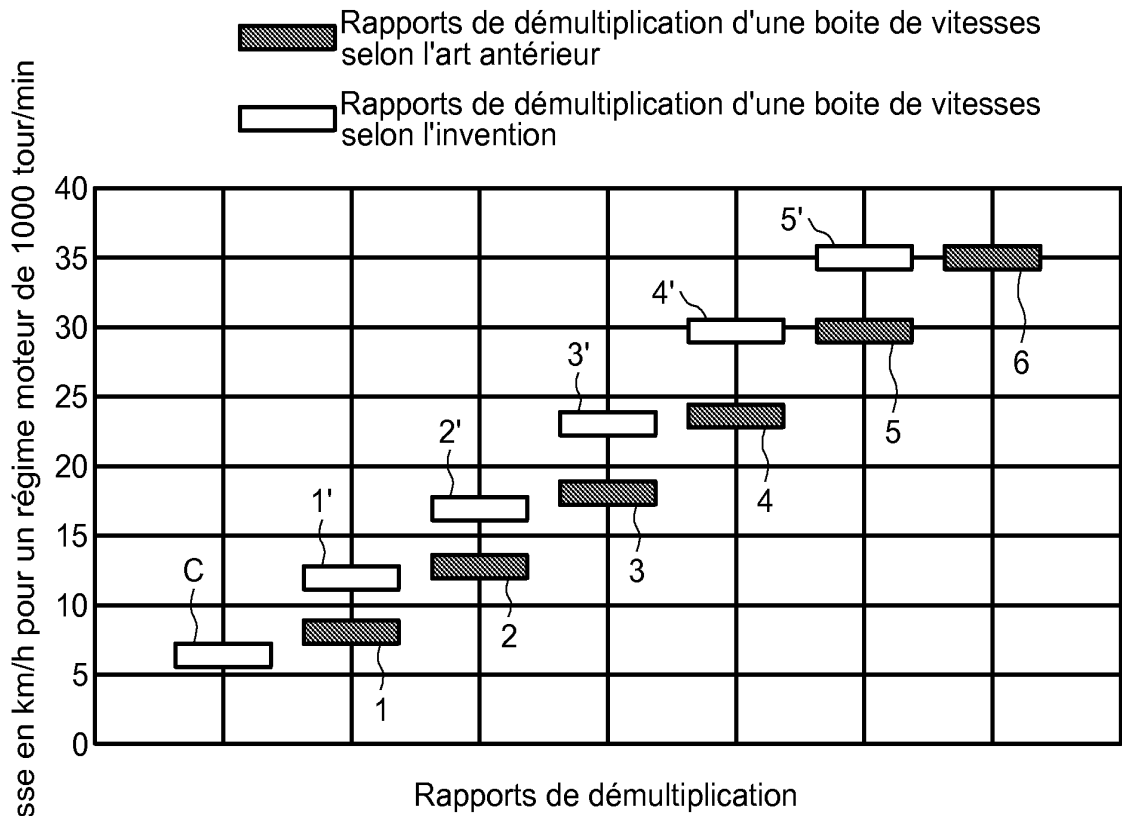 Rapports de démultiplication d'une boite de vitesses
selon l'art antérieur
Rapports de démultiplication d'une boite de vitesses
selon l'invention
sse en km/h pour un régime moteur de 1000 tour/min
40
35
30
25
20
15
10
5
0
C
1'
2'
3'
4'
5'
1
2
3
4
5
6
Rapports de démultiplication